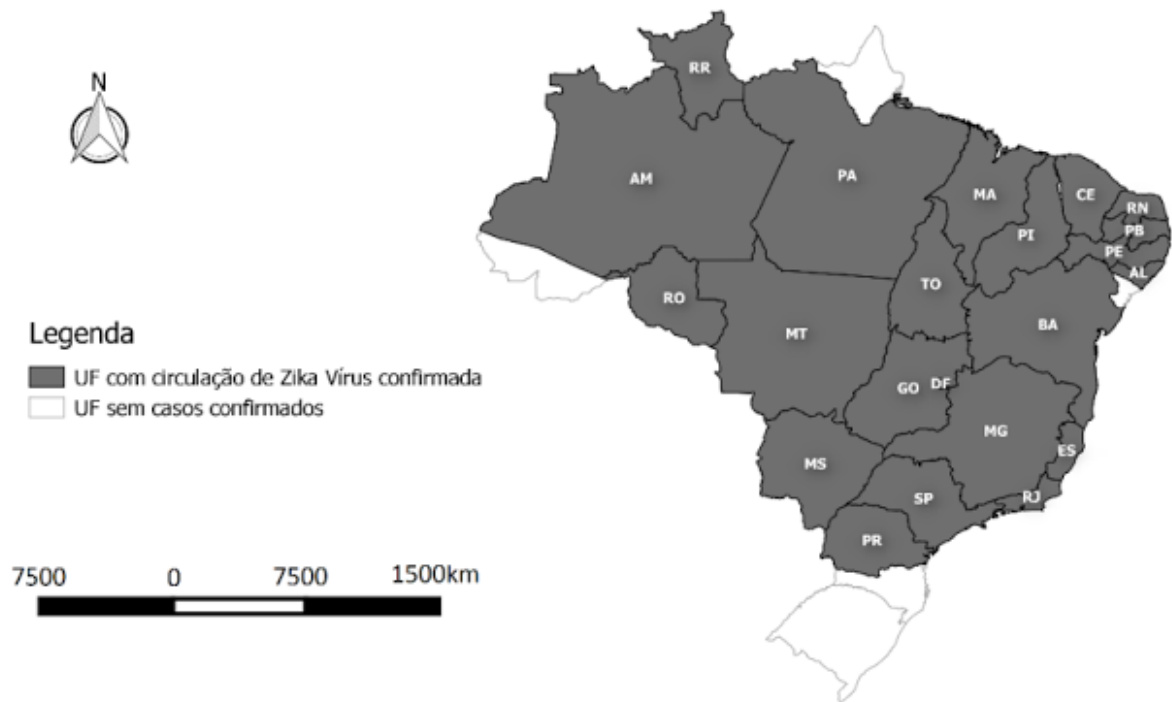 N
RR
AM
PA
MA
CE
RN
PB
PI
PE
AL
TO
RO
BA
MT
GO
DF
MG
ES
MS
SP
RJ
PR
Legenda
UF com circulação de Zika Vírus confirmada
UF sem casos confirmados
7500 0 7500 1500km